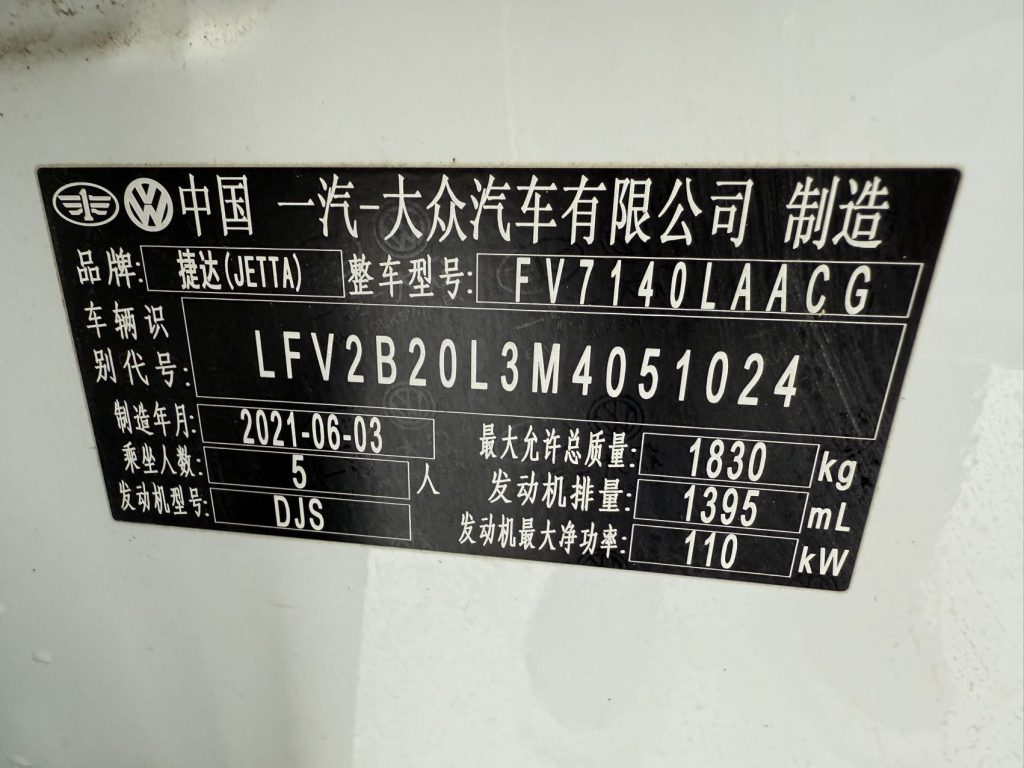 中国 一汽-大众汽车有限公司 制造
品牌: 捷达(JETTA) 整车型号: FV7140LAACG
车辆识别代号: LFV2B20L3M4051024
制造年月: 2021-06-03 最大允许总质量: 1830 kg
乘坐人数: 5 人 发动机排量: 1395 mL
发动机型号: DJS 发动机最大净功率: 110 kW